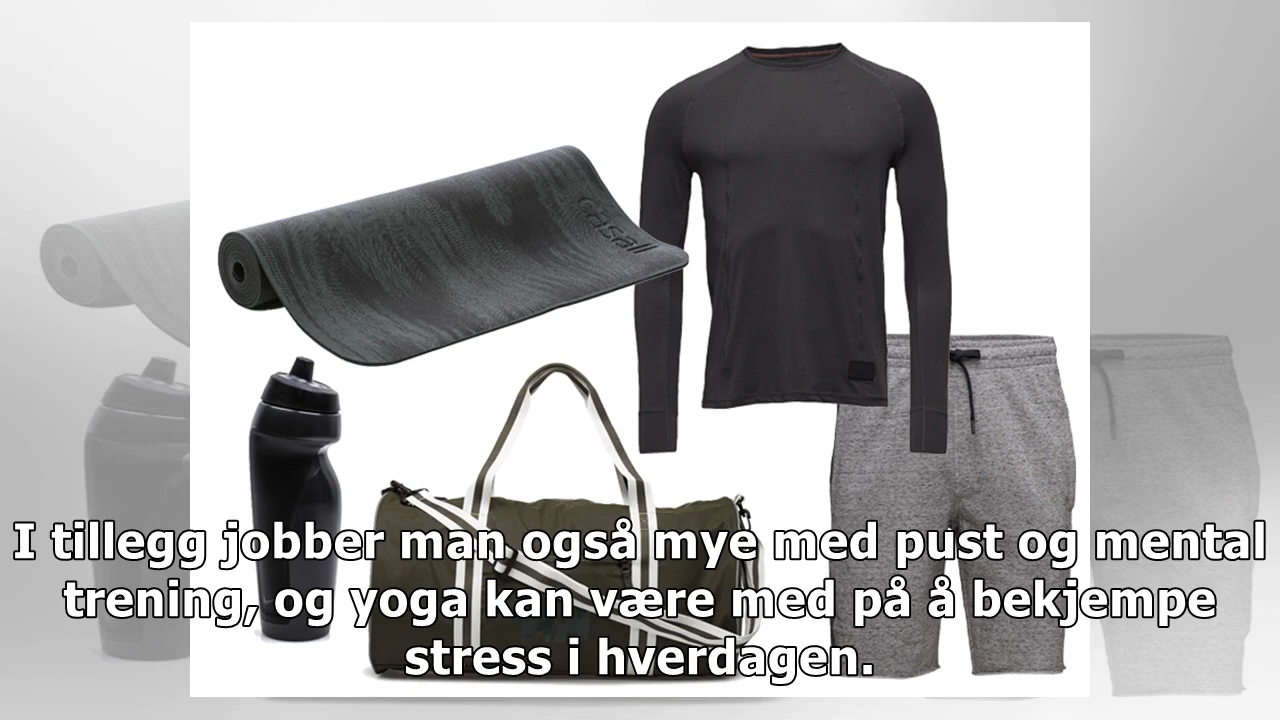 casall
I tillegg jobber man også mye med pust og mental
trening, og yoga kan være med på å bekjempe
stress i hverdagen.